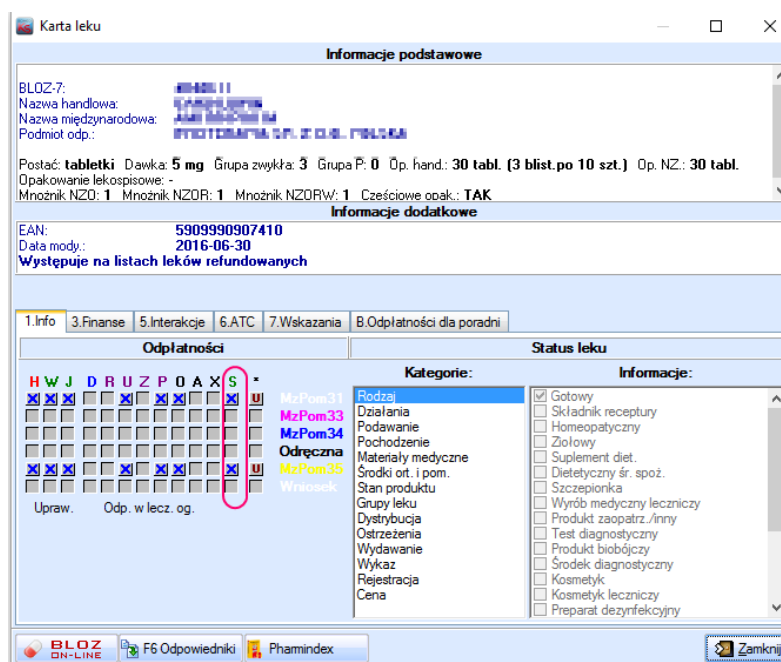 Karta leku
Informacje podstawowe
BLOZ-7:
Nazwa handlowa:
Nazwa międzynarodowa:
Podmiot odp.:
Postać: tabletki Dawka: 5 mg Grupa zwykła: 3 Grupa P: 0 Op. hand.: 30 tabl. (3 blist.po 10 szt.) Op. NZ.: 30 tabl.
Opakowanie lekospisowe: -
Mnożnik NZO: 1 Mnożnik NZOR: 1 Mnożnik NZORW: 1 Cześciowe opak.: TAK
Informacje dodatkowe
EAN: 5909990907410
Data mody.: 2016-06-30
Występuje na listach leków refundowanych
1.Info 3.Finanse 5.Interakcje 6.ATC 7.Wskazania B.Odpłatności dla poradni
Odpłatności
H W J D R U Z P O A X S *
U MzPom31
MzPom33
MzPom34
Odręczna
U MzPom35
Wniosek
Upraw. Odp. w lecz. og.
Status leku
Kategorie:
Rodzaj
Działania
Podawanie
Pochodzenie
Materiały medyczne
Środki ort. i pom.
Stan produktu
Grupy leku
Dystrybucja
Ostrzeżenia
Wydawanie
Wykaz
Rejestracja
Cena
Informacje:
Gotowy
Składnik receptury
Homeopatyczny
Ziołowy
Suplement diet.
Dietetyczny śr. spoż.
Szczepionka
Wyrób medyczny leczniczy
Produkt zaopatrz./inny
Test diagnostyczny
Produkt biobójczy
Środek diagnostyczny
Kosmetyk
Kosmetyk leczniczy
Preparat dezynfekcyjny
BLOZ ON-LINE F6 Odpowiedniki Pharmindex Zamknij